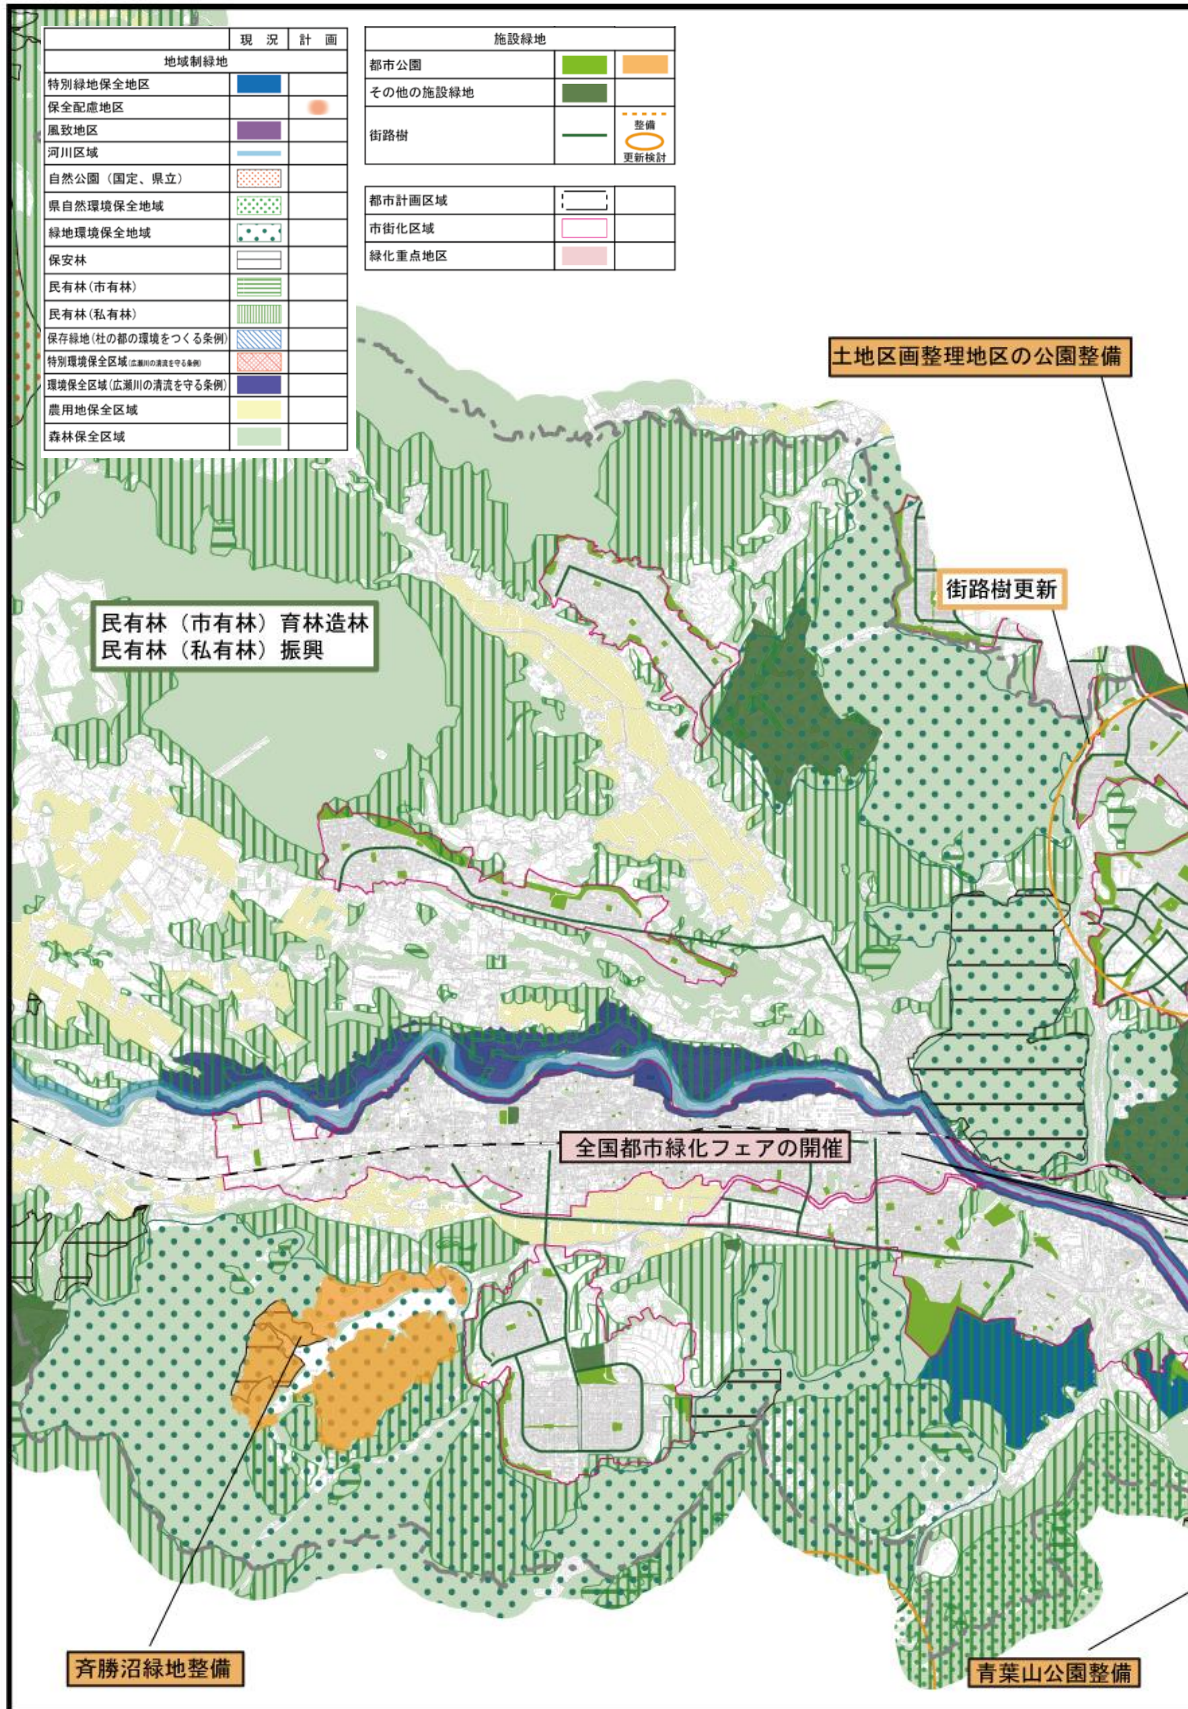 現 況 計 画
地域制緑地
特別緑地保全地区
保全配慮地区
風致地区
河川区域
自然公園（国定、県立）
県自然環境保全地域
緑地環境保全地域
保安林
民有林(市有林)
民有林(私有林)
保存緑地(杜の都の環境をつくる条例)
特別環境保全区域(広瀬川の清流を守る条例)
環境保全区域(広瀬川の清流を守る条例)
農用地保全区域
森林保全区域
施設緑地
都市公園
その他の施設緑地
街路樹
整備
更新検討
都市計画区域
市街化区域
緑化重点地区
土地区画整理地区の公園整備
街路樹更新
民有林（市有林）育林造林
民有林（私有林）振興
全国都市緑化フェアの開催
斉勝沼緑地整備
青葉山公園整備